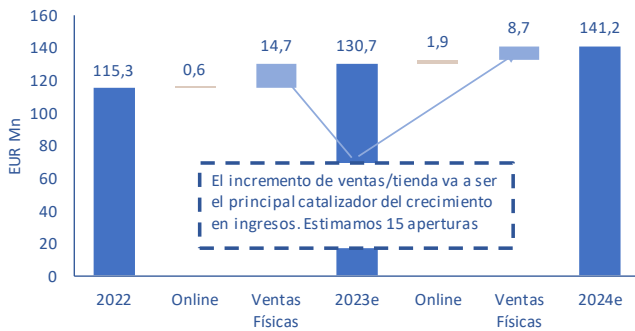 160
140
120
100
80
60
40
20
0
EUR Mn
115,3
0,6
14,7
130,7
1,9
8,7
141,2
El incremento de ventas/tienda va a ser
el principal catalizador del crecimiento
en ingresos. Estimamos 15 aperturas
2022
Online
Ventas
Físicas
2023e
Online
Ventas
Físicas
2024e